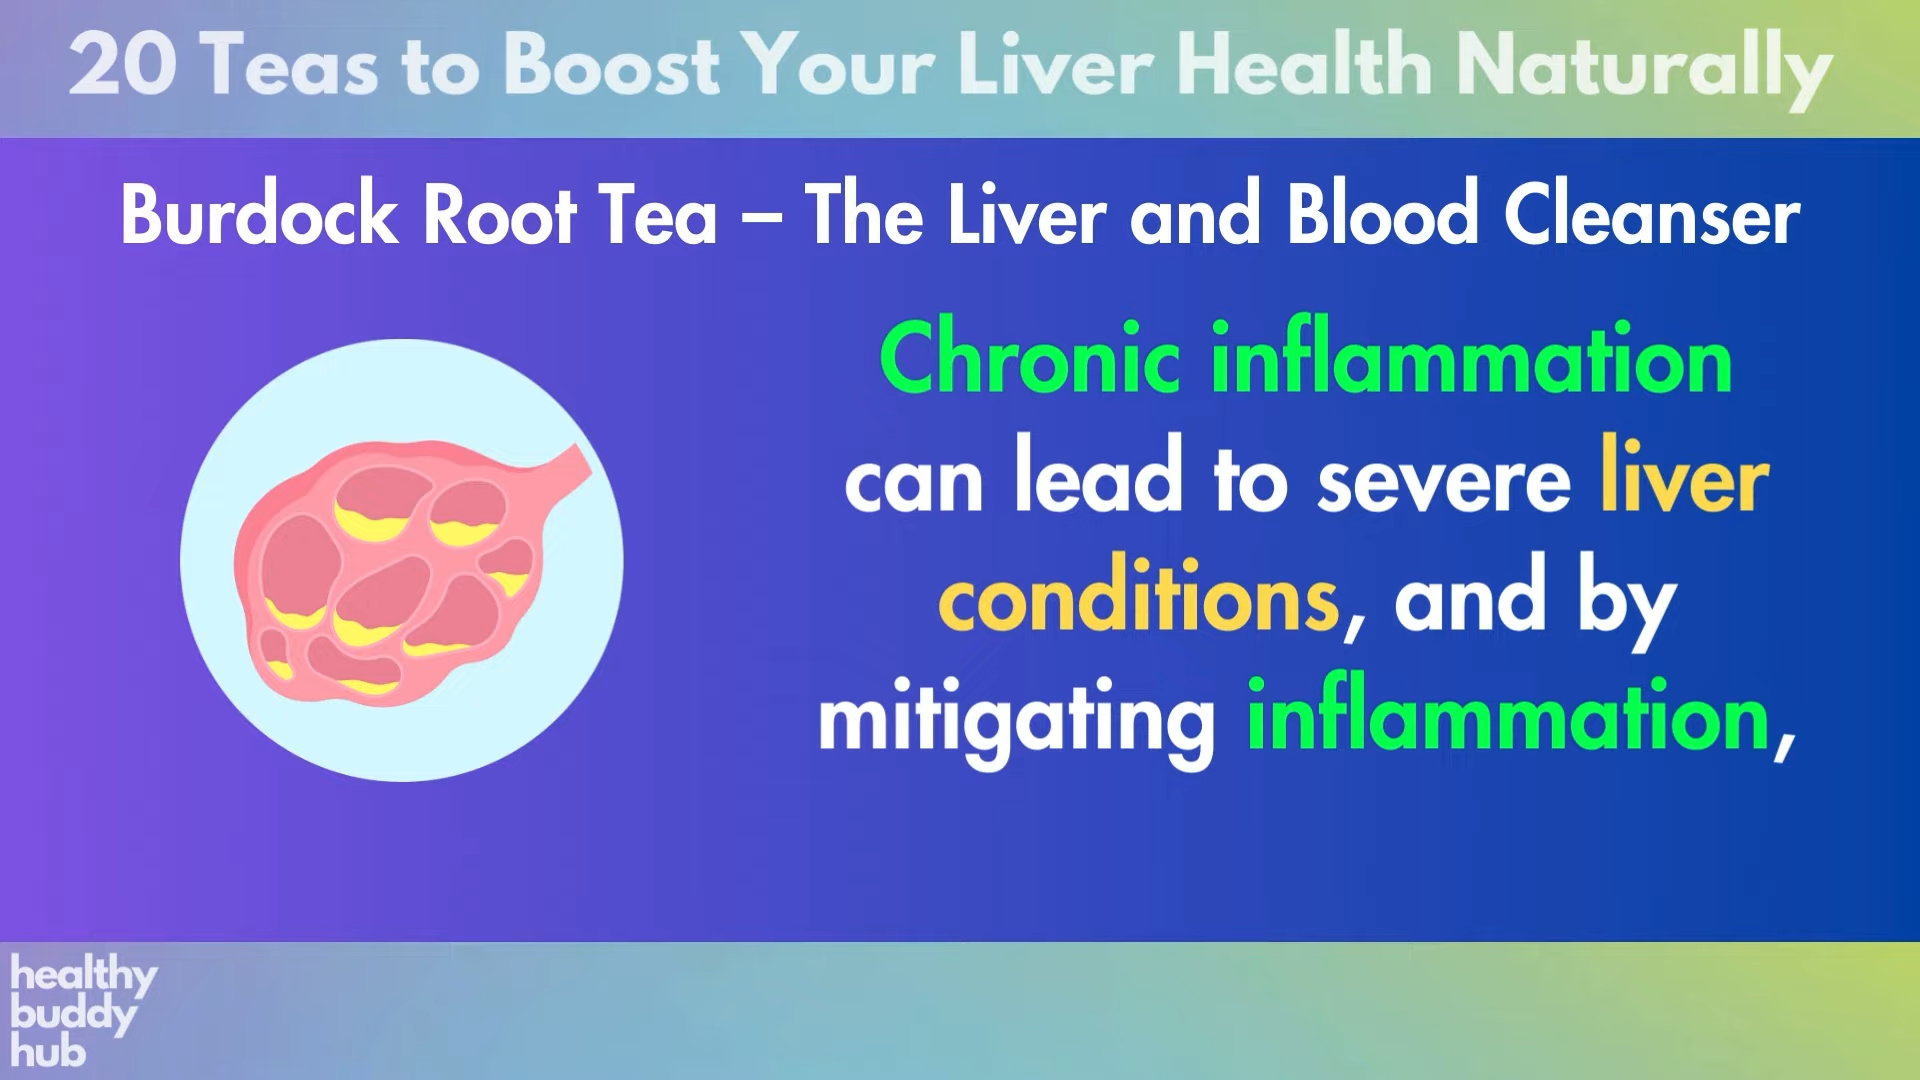 20 Teas to Boost Your Liver Health Naturally
Burdock Root Tea – The Liver and Blood Cleanser
Chronic inflammation
can lead to severe liver
conditions, and by
mitigating inflammation,
healthy
buddy
hub